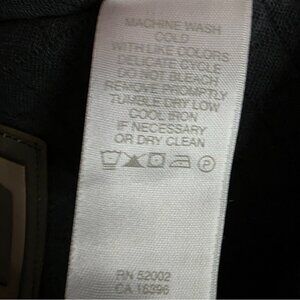 MACHINE WASH
COLD
WITH LIKE COLORS
DELICATE CYCLE
DO NOT BLEACH
REMOVE PROMPTLY
TUMBLE DRY LOW
COOL IRON
IF NECESSARY
OR DRY CLEAN
P
RN 52002
CA 16396